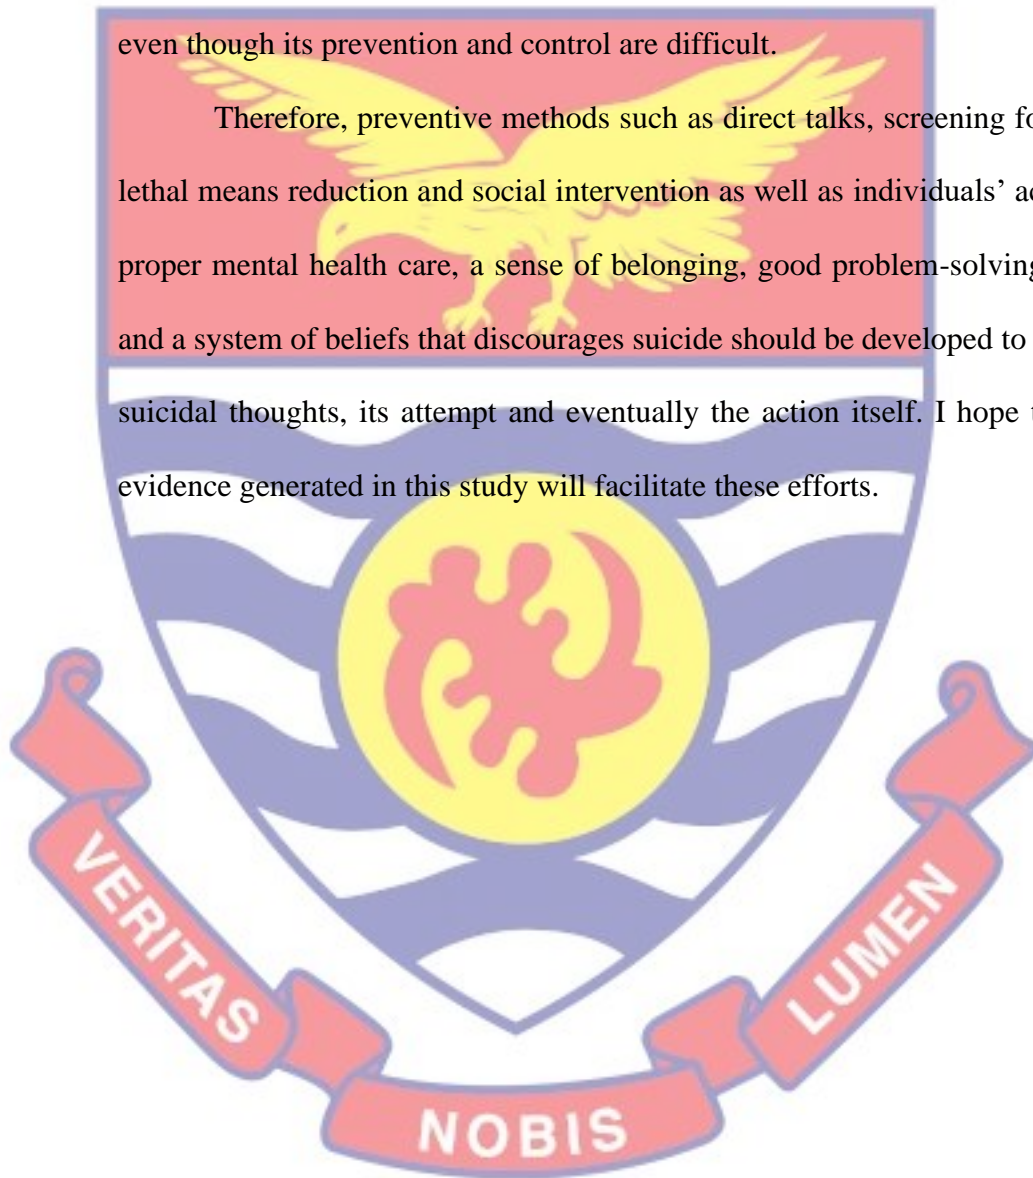 even though its prevention and control are difficult.
Therefore, preventive methods such as direct talks, screening
lethal means reduction and social intervention as well as individuals’
proper mental health care, a sense of belonging, good problem-solving
and a system of beliefs that discourages suicide should be developed to
suicidal thoughts, its attempt and eventually the action itself. I hope
evidence generated in this study will facilitate these efforts.
VERITAS
NOBIS
LUMEN